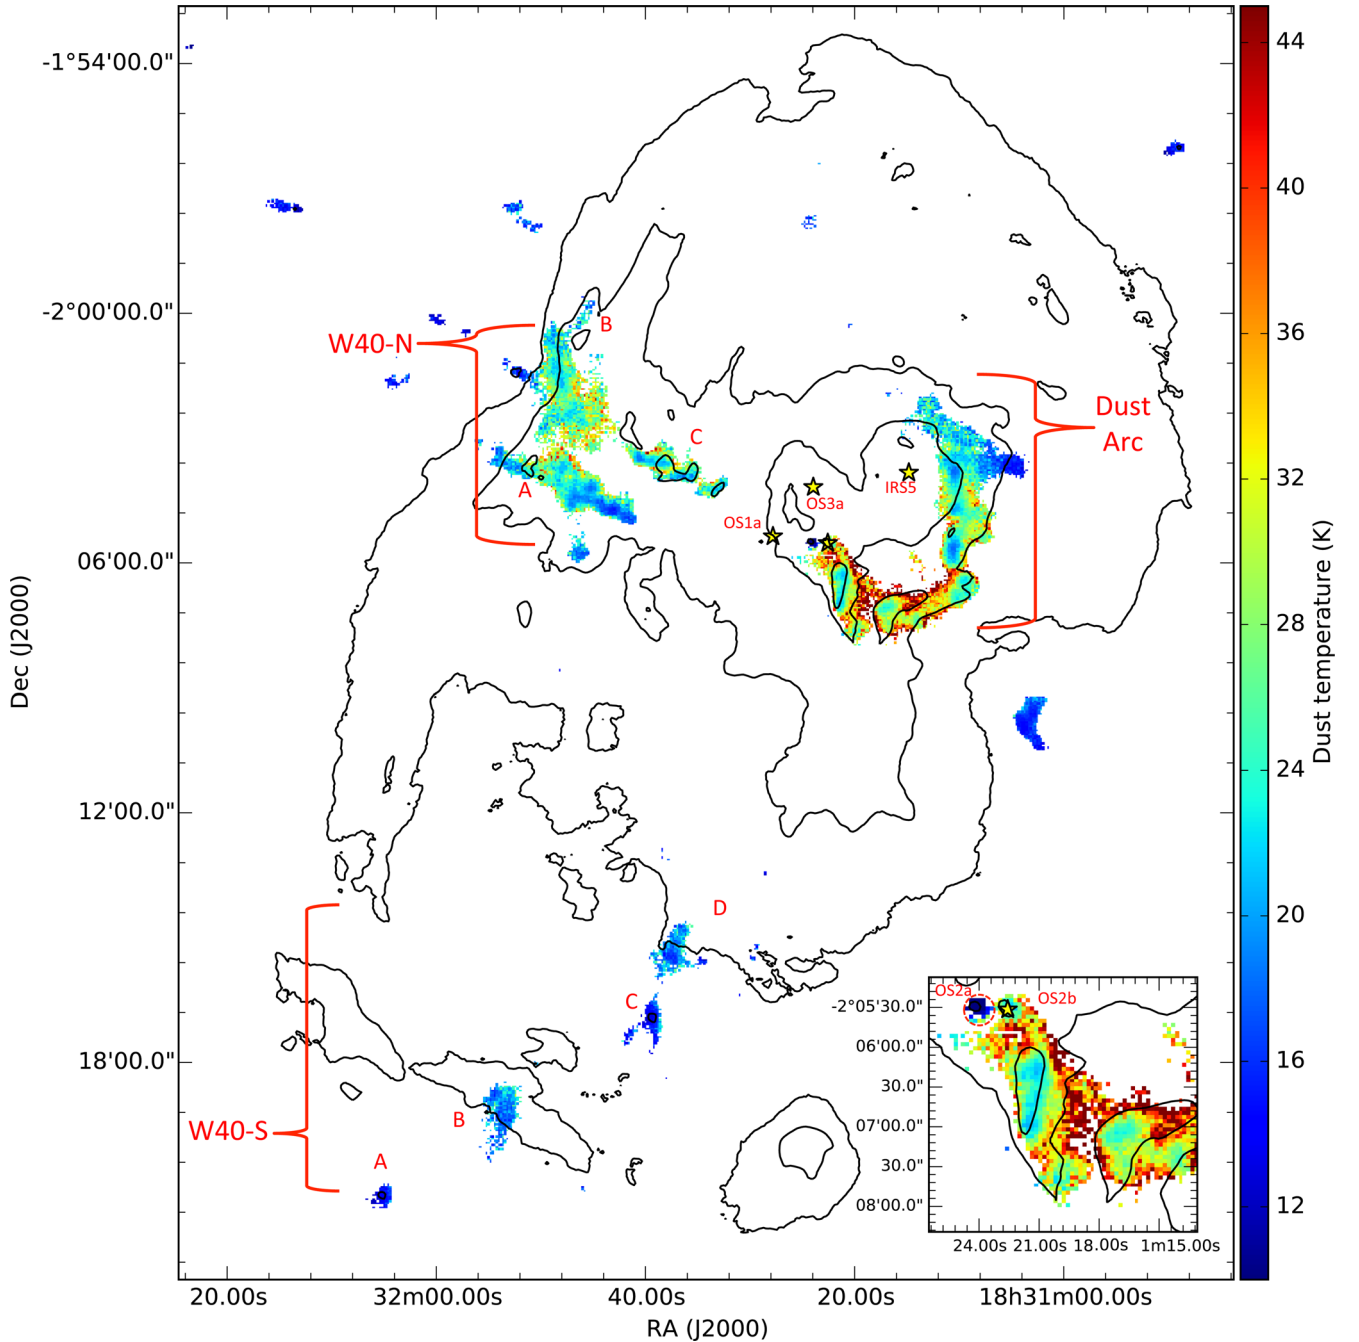 44
-1°54'00.0"
40
36
-2°00'00.0"
B
W40-N
Dust
Arc
C
32
IRS5
A
OS3a
OS1a
06'00.0"
28
Dec (J2000)
Dust temperature (K)
24
12'00.0"
20
D
OS2a
OS2b
C
-2°05'30.0"
06'00.0"
18'00.0"
16
30.0"
B
W40-S
07'00.0"
A
30.0"
12
08'00.0"
24.00s 21.00s 18.00s 1m15.00s
20.00s 32m00.00s 40.00s 20.00s 18h31m00.00s
RA (J2000)